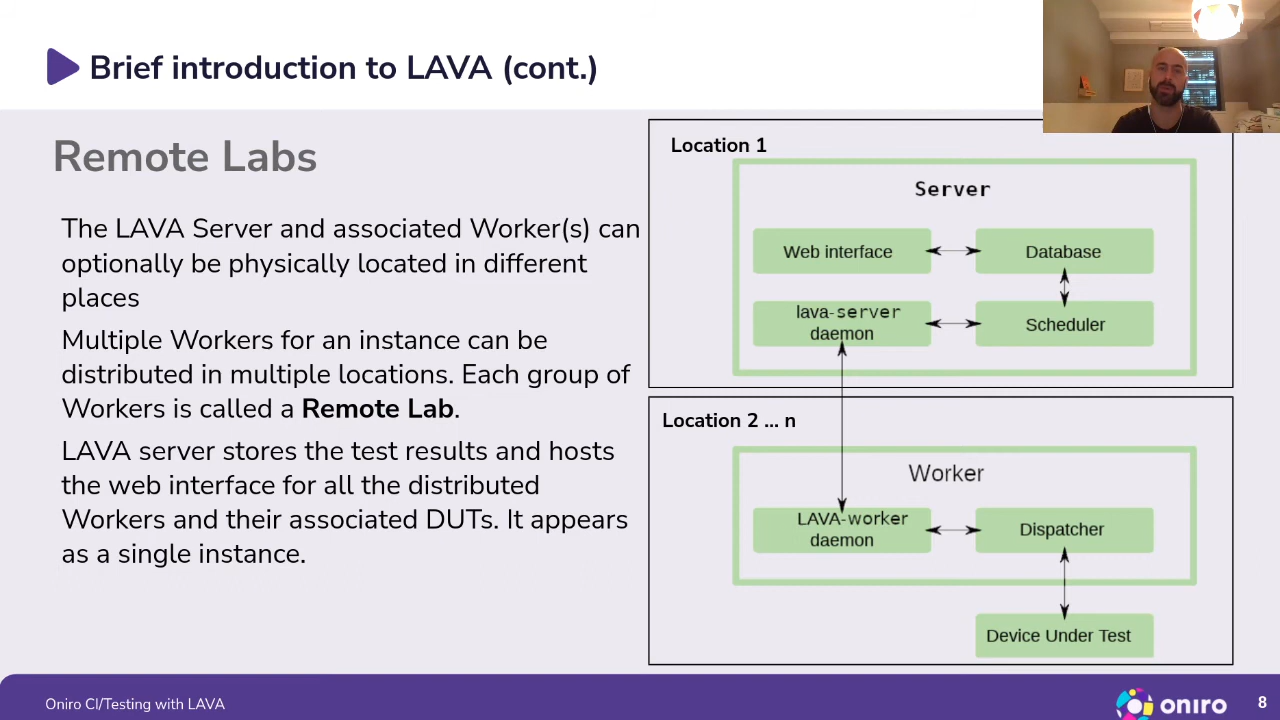 Brief introduction to LAVA (cont.)
Remote Labs
The LAVA Server and associated Worker(s) can
optionally be physically located in different
places
Multiple Workers for an instance can be
distributed in multiple locations. Each group of
Workers is called a Remote Lab.
LAVA server stores the test results and hosts
the web interface for all the distributed
Workers and their associated DUTs. It appears
as a single instance.
Location 1
Server
Web interface
Database
lava-server
daemon
Scheduler
Location 2 ... n
Worker
LAVA-worker
daemon
Dispatcher
Device Under Test
Oniro CI/Testing with LAVA
oniro
8